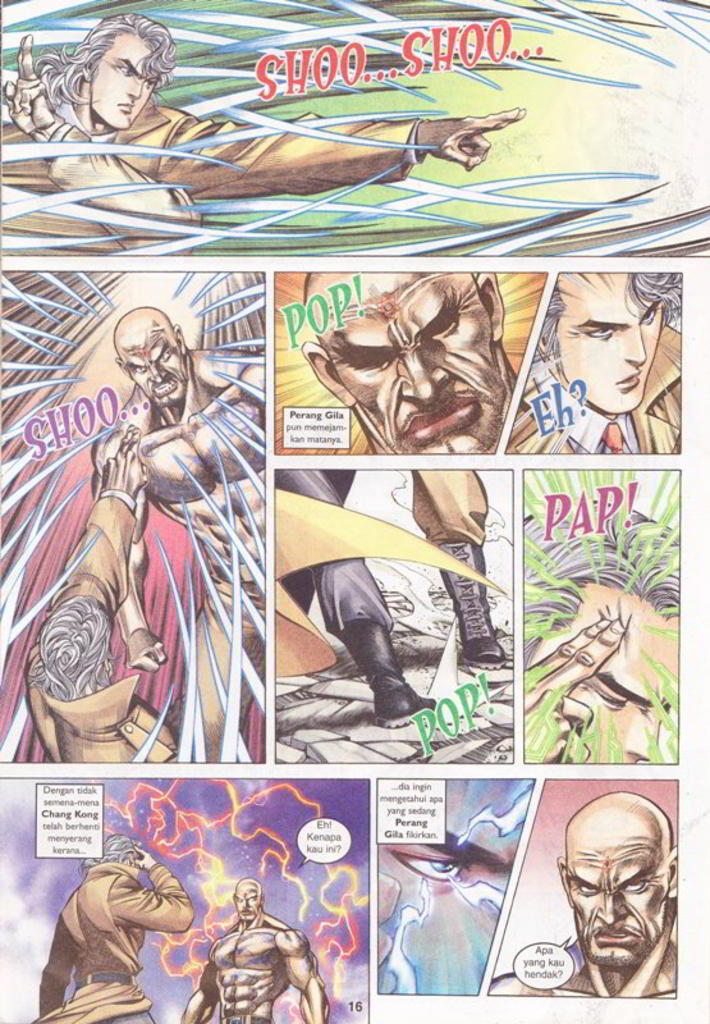 SHOO....SHOO...
SHOO...
POP!
Perang Gila
pun memejam-
kan matanya.
Eh?
POP!
PAP!
Dengan tidak
semena-mena
Chang Kong
telah berhenti
menyerang
kerana...
Eh!
Kenapa
kau ini?
...dia ingin
mengetahui apa
yang sedang
Perang
Gila fikirkan.
Apa
yang kau
hendak?
16